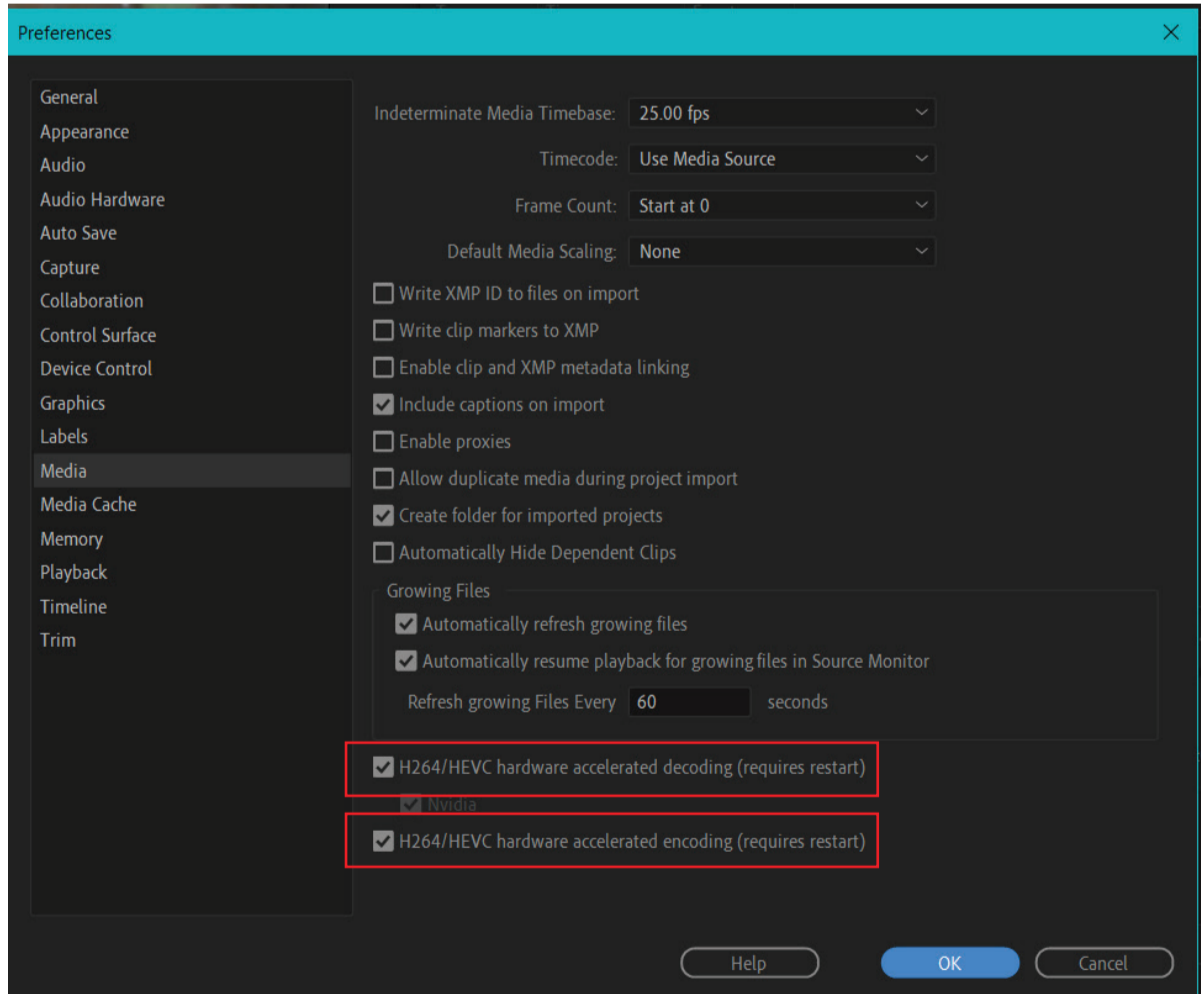 Preferences
General
Appearance
Audio
Audio Hardware
Auto Save
Capture
Collaboration
Control Surface
Device Control
Graphics
Labels
Media
Media Cache
Memory
Playback
Timeline
Trim
Indeterminate Media Timebase: 25.00 fps
Timecode: Use Media Source
Frame Count: Start at 0
Default Media Scaling: None
Write XMP ID to files on import
Write clip markers to XMP
Enable clip and XMP metadata linking
Include captions on import
Enable proxies
Allow duplicate media during project import
Create folder for imported projects
Automatically Hide Dependent Clips
Growing Files
Automatically refresh growing files
Automatically resume playback for growing files in Source Monitor
Refresh growing Files Every 60 seconds
H264/HEVC hardware accelerated decoding (requires restart)
Nvidia
H264/HEVC hardware accelerated encoding (requires restart)
Help OK Cancel